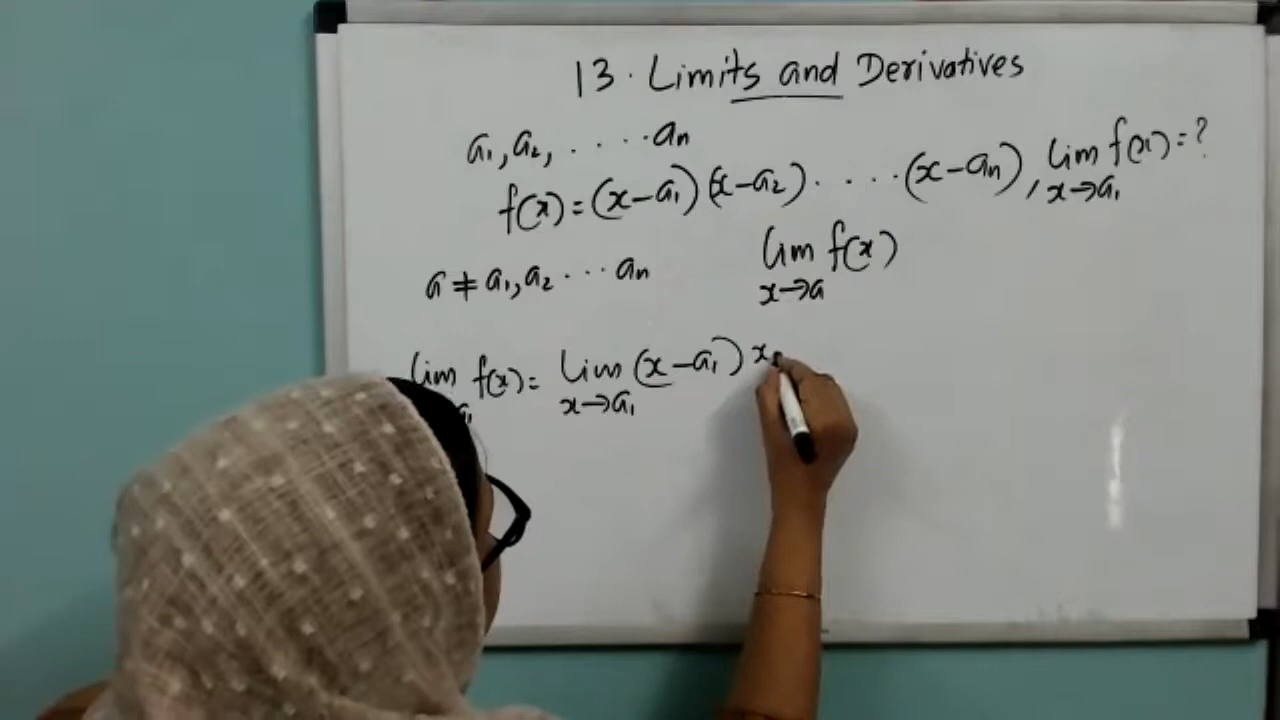 13. Limits and Derivatives
a₁, a₂, ..... aₙ
f(x) = (x-a₁)(x-a₂).....(x-aₙ), lim f(x) = ?
x→a₁
a ≠ a₁, a₂ ... aₙ lim f(x)
x→a
lim f(x) = lim (x-a₁) x
a₁ x→a₁